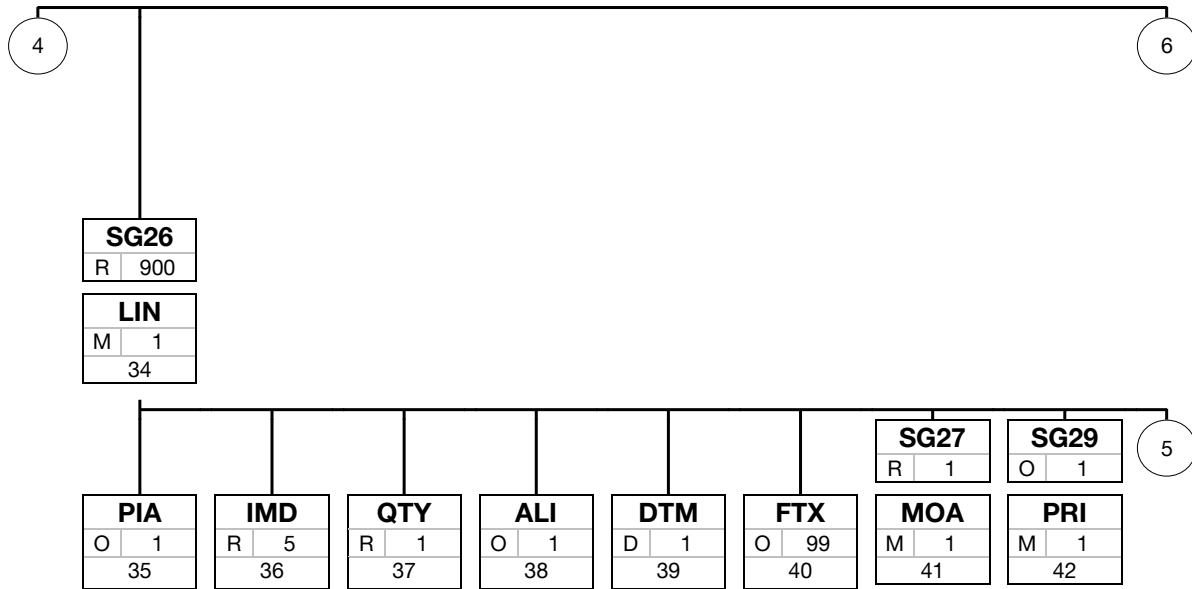 4
6
SG26
R 900
LIN
M 1
34
SG27 SG29 5
R 1 O 1
PIA IMD QTY ALI DTM FTX MOA PRI
O 1 R 5 R 1 O 1 D 1 O 99 M 1 M 1
35 36 37 38 39 40 41 42